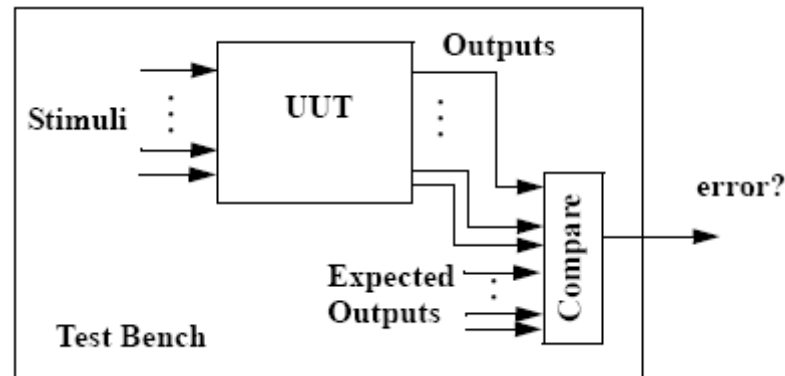 Outputs
UUT
Stimuli
error?
Compare
Expected
Outputs
Test Bench